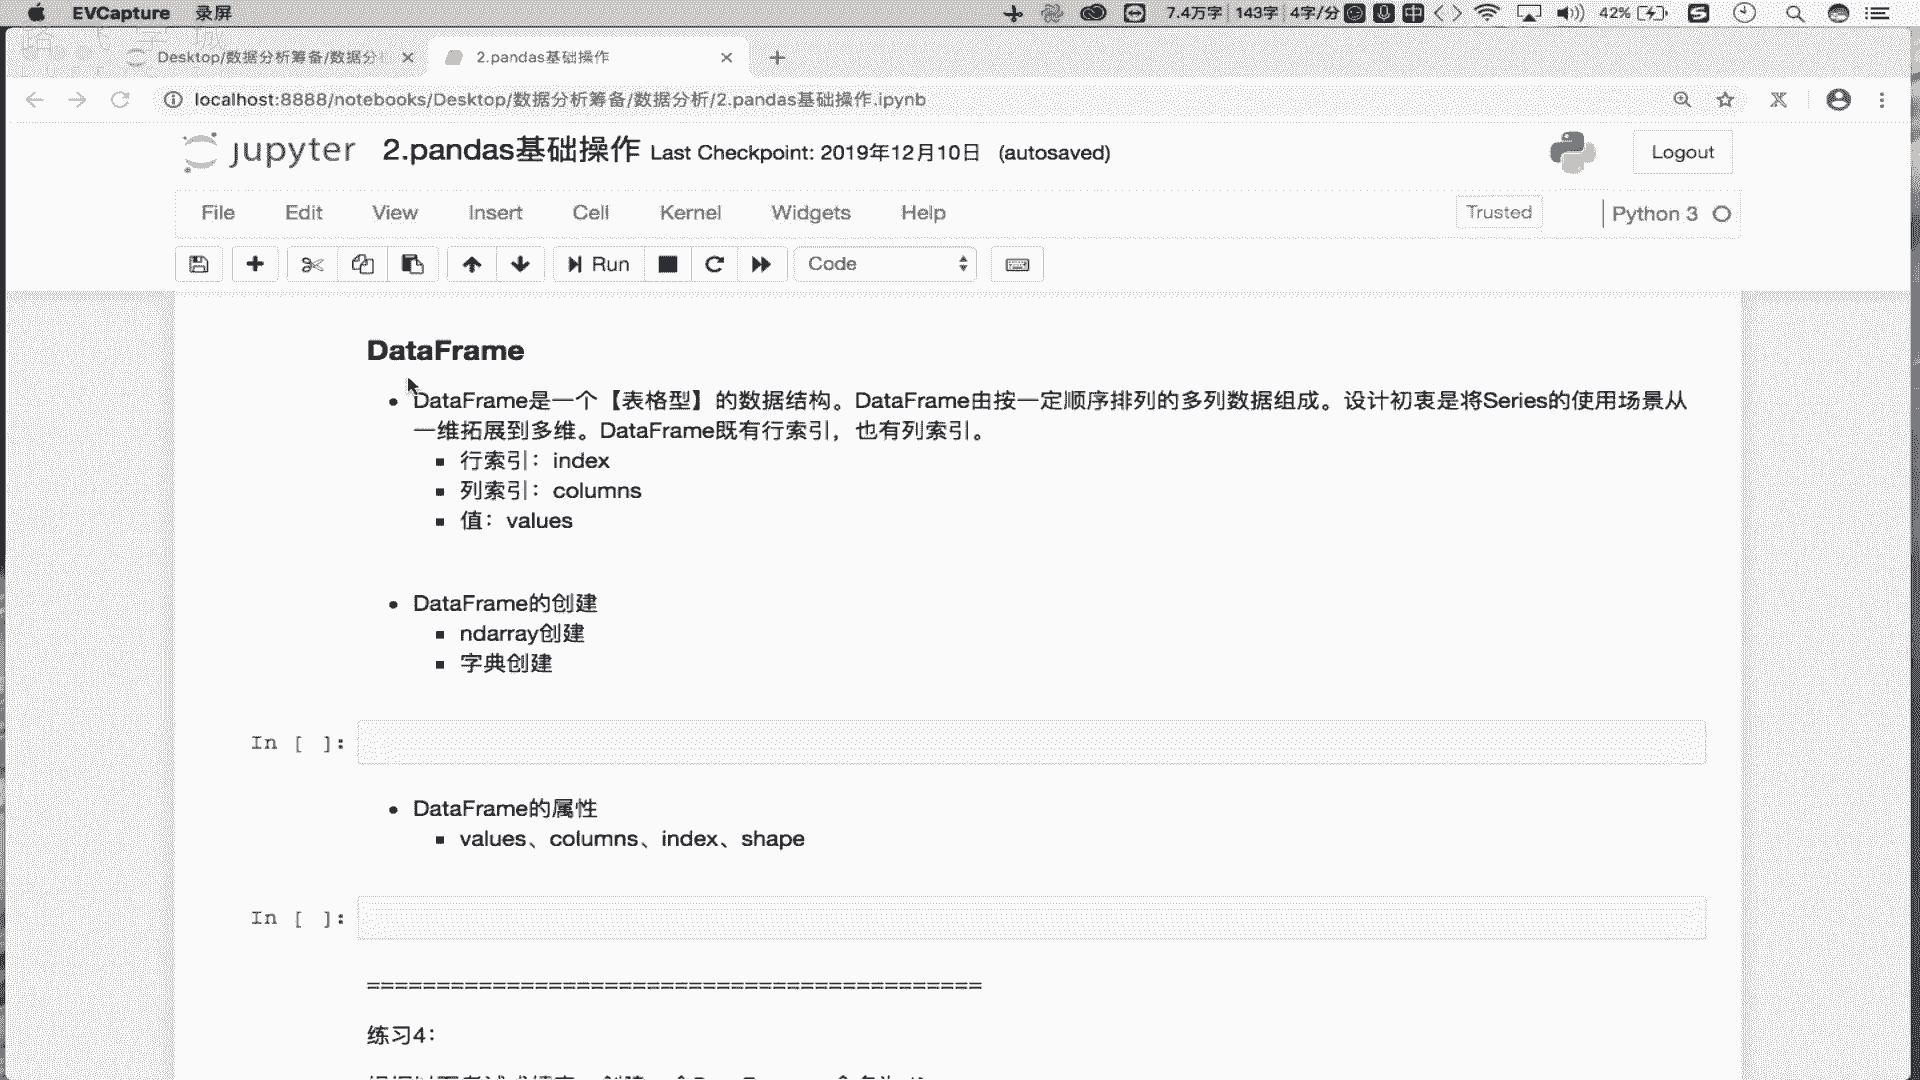 EVCapture 录屏 7.4万字 143字 4字/分 中 42%
Desktop/数据分析筹备/数据分析 2.pandas基础操作
localhost:8888/notebooks/Desktop/数据分析筹备/数据分析/2.pandas基础操作.ipynb
jupyter 2.pandas基础操作 Last Checkpoint: 2019年12月10日 (autosaved) Logout
File Edit View Insert Cell Kernel Widgets Help Trusted Python 3
Run Code
DataFrame
DataFrame是一个【表格型】的数据结构。DataFrame由按一定顺序排列的多列数据组成。设计初衷是将Series的使用场景从
一维拓展到多维。DataFrame既有行索引，也有列索引。
行索引：index
列索引：columns
值：values
DataFrame的创建
ndarray创建
字典创建
In [ ]:
DataFrame的属性
values、columns、index、shape
In [ ]:
============================================
练习4：